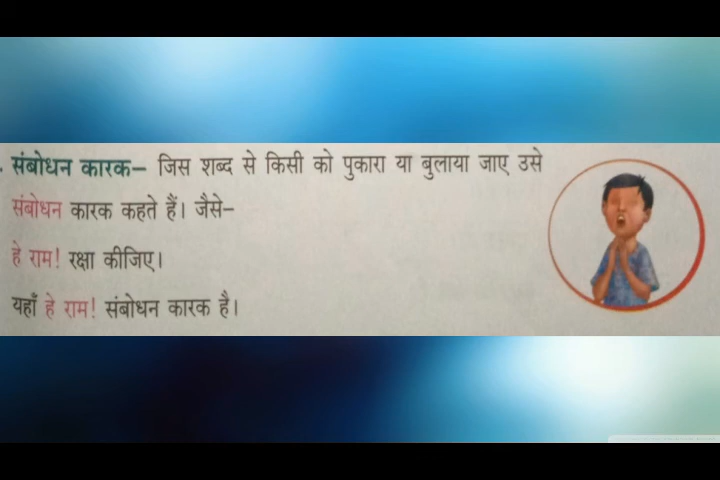 संबोधन कारक– जिस शब्द से किसी को पुकारा या बुलाया जाए उसे
संबोधन कारक कहते हैं। जैसे–
हे राम! रक्षा कीजिए।
यहाँ हे राम! संबोधन कारक है।